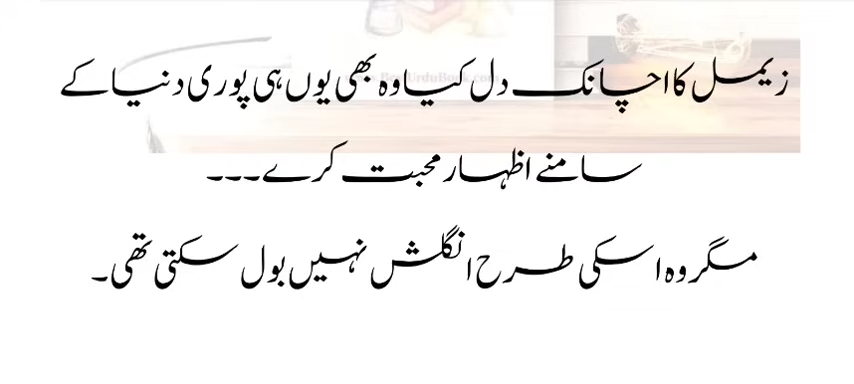 زیمل کا اچانک دل کیا وہ بھی یوں ہی پوری دنیا کے
سامنے اظہار محبت کرے۔۔۔
مگر وہ اسکی طرح انگلش نہیں بول سکتی تھی۔